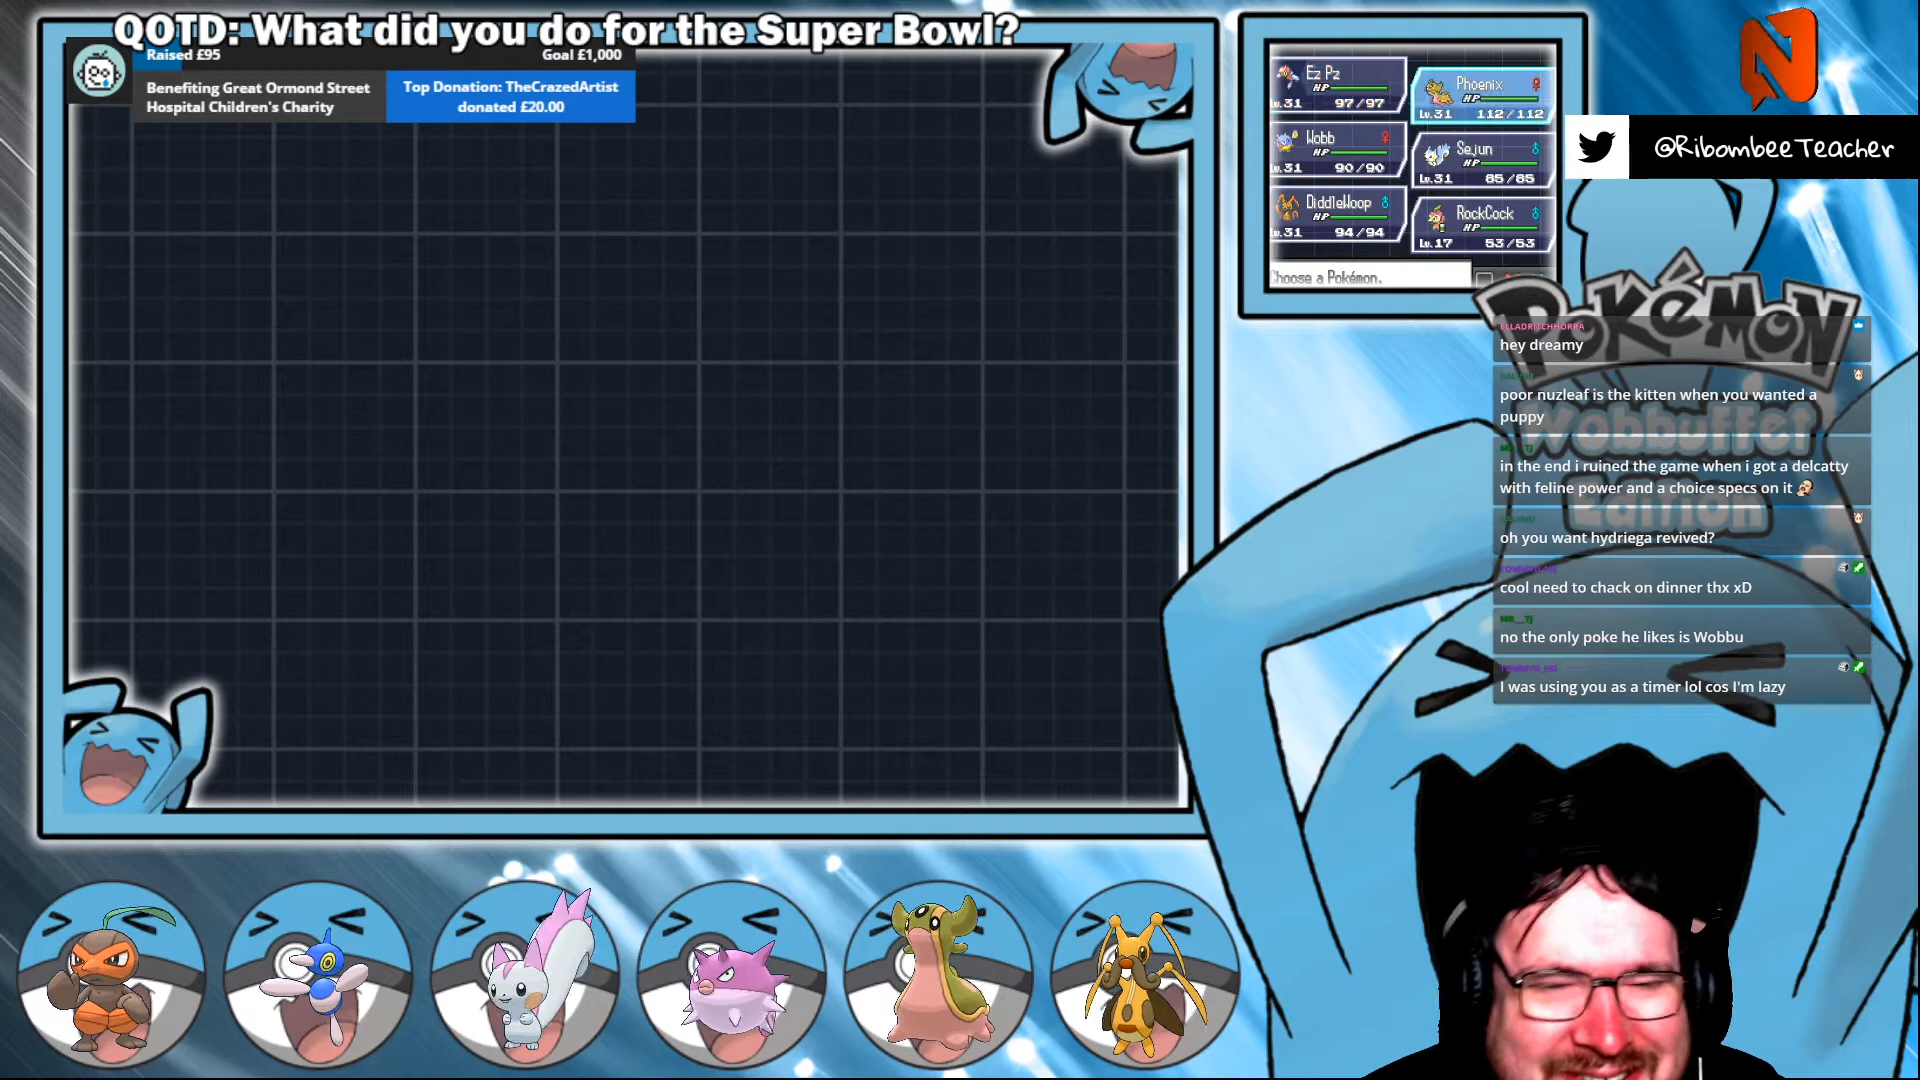 QOTD: What did you do for the Super Bowl?
Raised £95
Goal £1,000
Benefiting Great Ormond Street
Hospital Children's Charity
Top Donation: TheCrazedArtist
donated £20.00
Ez Pz
HP
Lv.31 97/97
Phoenix
HP
Lv.31 112/112
Wobb
HP
Lv.31 90/90
Sejun
HP
Lv.31 85/85
DiddleWoop
HP
Lv.31 94/94
RockCock
HP
Lv.17 53/53
Choose a Pokémon.
@RibombeeTeacher
POKéMON
Wobbuffet
Edition
ELLADRITCHHORRA
hey dreamy
poor nuzleaf is the kitten when you wanted a
puppy
in the end i ruined the game when i got a delcatty
with feline power and a choice specs on it
oh you want hydriega revived?
cool need to chack on dinner thx xD
no the only poke he likes is Wobbu
I was using you as a timer lol cos I'm lazy